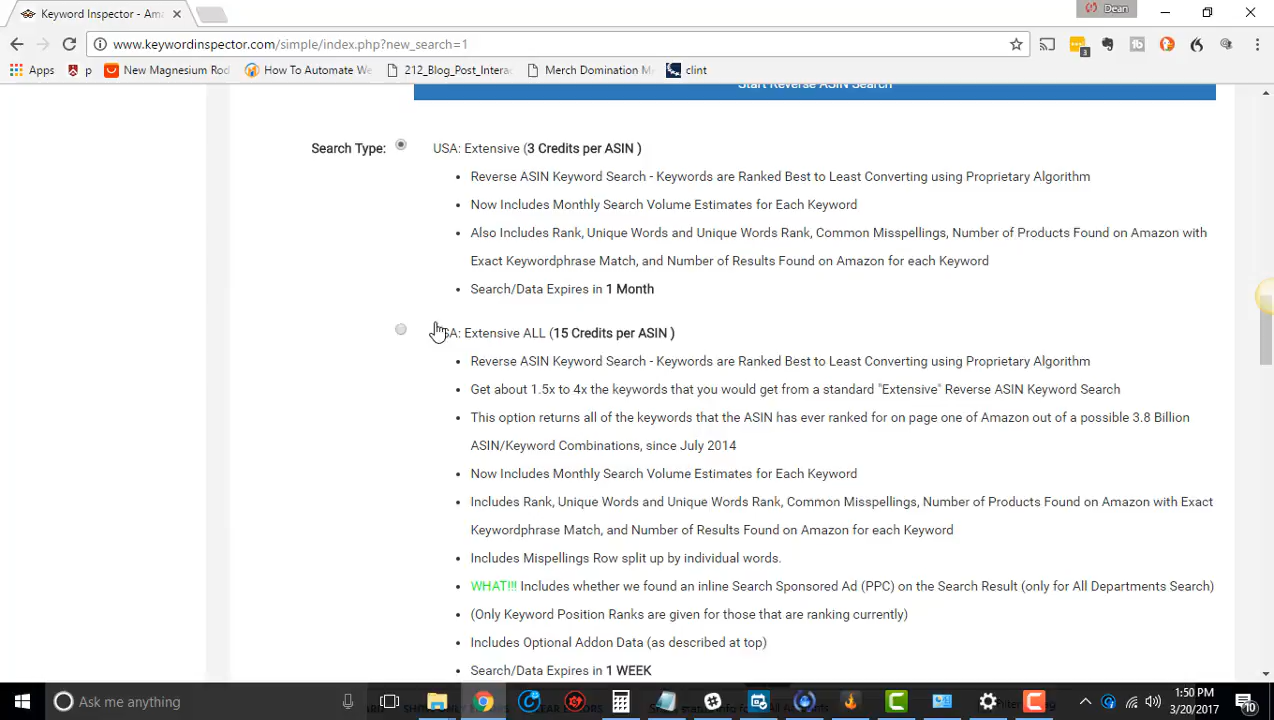 Keyword Inspector - Ama
Dean
www.keywordinspector.com/simple/index.php?new_search=1
Apps
p
New Magnesium Rod
How To Automate We
212_Blog_Post_Intera
Merch Domination M
clint
3
Start Reverse ASIN Search
Search Type:
USA: Extensive (3 Credits per ASIN )
• Reverse ASIN Keyword Search - Keywords are Ranked Best to Least Converting using Proprietary Algorithm
• Now Includes Monthly Search Volume Estimates for Each Keyword
• Also Includes Rank, Unique Words and Unique Words Rank, Common Misspellings, Number of Products Found on Amazon with
Exact Keywordphrase Match, and Number of Results Found on Amazon for each Keyword
• Search/Data Expires in 1 Month
USA: Extensive ALL (15 Credits per ASIN )
• Reverse ASIN Keyword Search - Keywords are Ranked Best to Least Converting using Proprietary Algorithm
• Get about 1.5x to 4x the keywords that you would get from a standard "Extensive" Reverse ASIN Keyword Search
• This option returns all of the keywords that the ASIN has ever ranked for on page one of Amazon out of a possible 3.8 Billion
ASIN/Keyword Combinations, since July 2014
• Now Includes Monthly Search Volume Estimates for Each Keyword
• Includes Rank, Unique Words and Unique Words Rank, Common Misspellings, Number of Products Found on Amazon with Exact
Keywordphrase Match, and Number of Results Found on Amazon for each Keyword
• Includes Mispellings Row split up by individual words.
• WHAT!!! Includes whether we found an inline Search Sponsored Ad (PPC) on the Search Result (only for All Departments Search)
• (Only Keyword Position Ranks are given for those that are ranking currently)
• Includes Optional Addon Data (as described at top)
• Search/Data Expires in 1 WEEK
Ask me anything
1:50 PM
3/20/2017
10